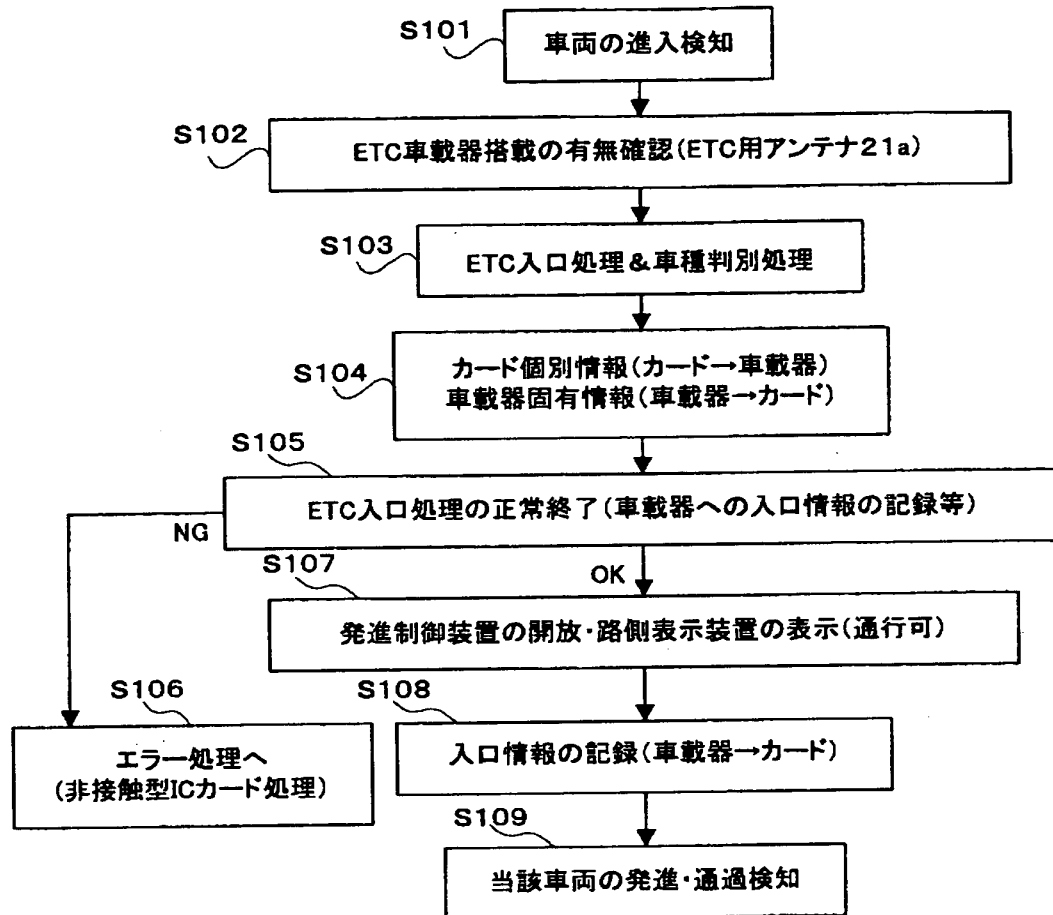 S101
車両の進入検知
S102
ETC車載器搭載の有無確認(ETC用アンテナ21a)
S103
ETC入口処理&車種判別処理
S104
カード個別情報(カード→車載器)
車載器固有情報(車載器→カード)
S105
ETC入口処理の正常終了(車載器への入口情報の記録等)
NG
OK
S107
発進制御装置の開放・路側表示装置の表示(通行可)
S106
エラー処理へ
(非接触型ICカード処理)
S108
入口情報の記録(車載器→カード)
S109
当該車両の発進・通過検知